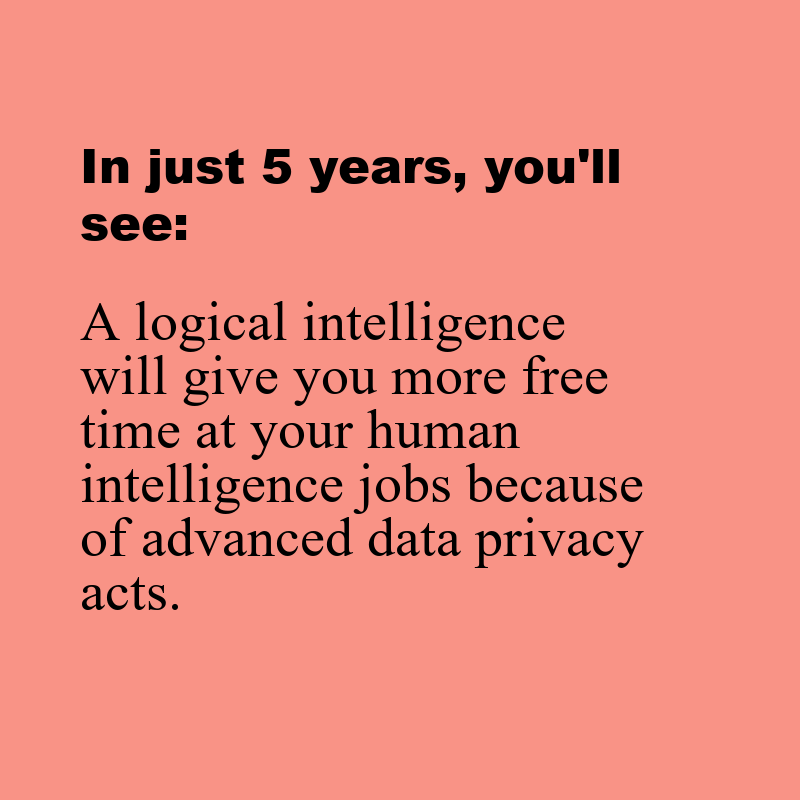 In just 5 years, you'll
see:
A logical intelligence
will give you more free
time at your human
intelligence jobs because
of advanced data privacy
acts.